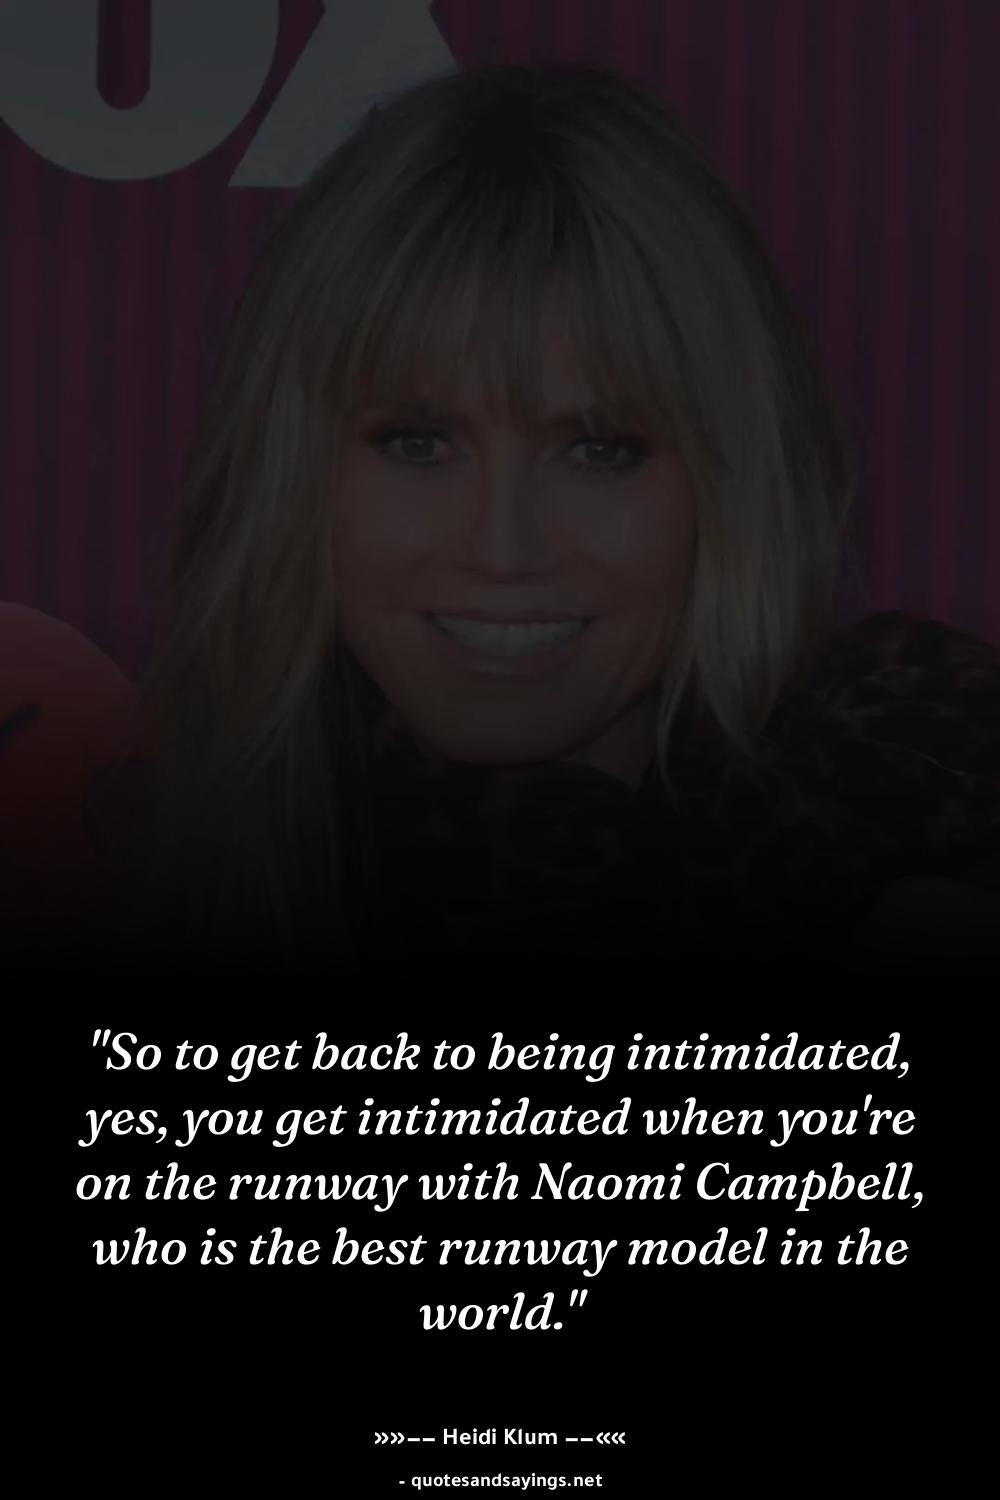 "So to get back to being intimidated,
yes, you get intimidated when you're
on the runway with Naomi Campbell,
who is the best runway model in the
world."
»»−− Heidi Klum −−««
- quotesandsayings.net